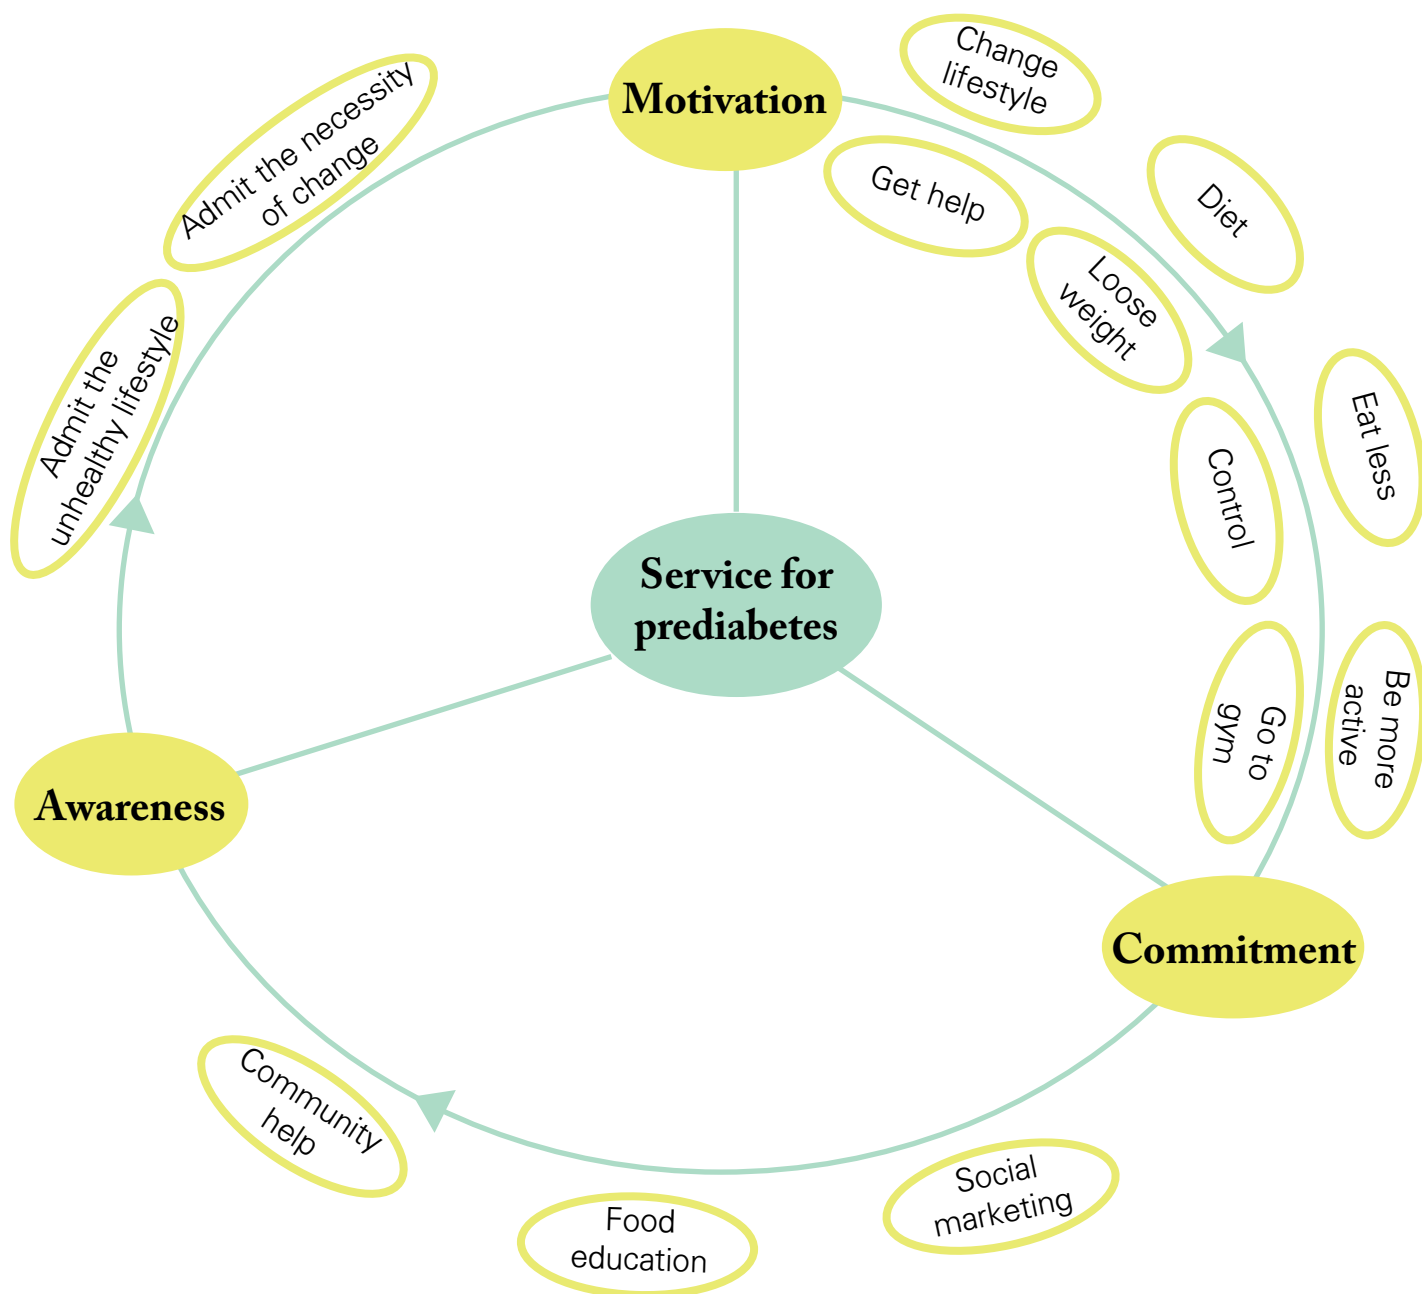 Motivation
Change
lifestyle
Get help
Diet
Loose
weight
Control
Eat less
Go to
gym
Be more
active
Commitment
Social
marketing
Food
education
Community
help
Awareness
Admit the
unhealthy lifestyle
Admit the necessity
of change
Service for
prediabetes